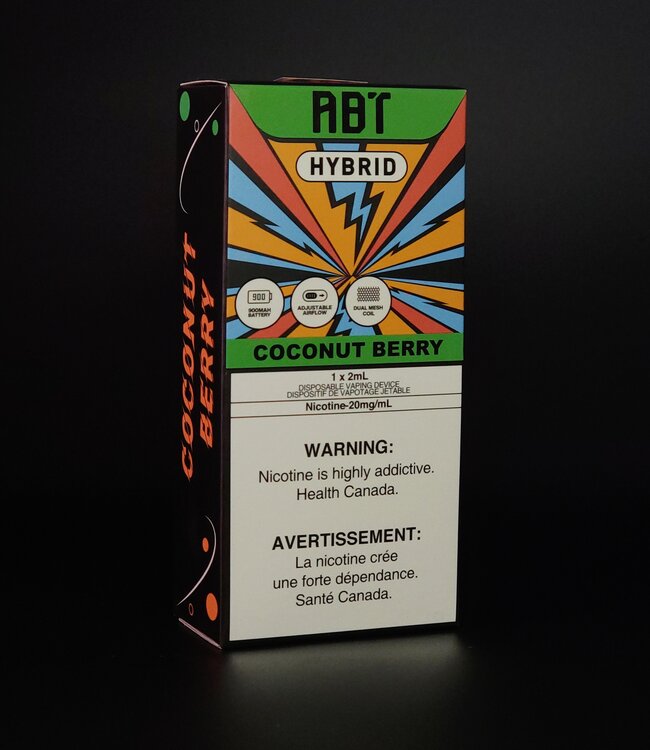 ABT
HYBRID
900
900MAH
BATTERY
ADJUSTABLE
AIRFLOW
DUAL MESH
COIL
COCONUT BERRY
1 x 2mL
DISPOSABLE VAPING DEVICE
DISPOSITIF DE VAPOTAGE JETABLE
Nicotine-20mg/mL
WARNING:
Nicotine is highly addictive.
Health Canada.
AVERTISSEMENT:
La nicotine crée
une forte dépendance.
Santé Canada.
COCONUT
BERRY